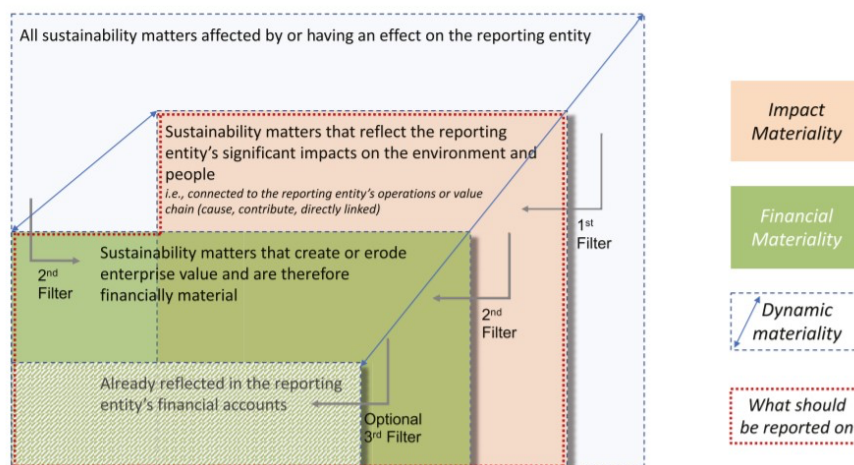 All sustainability matters affected by or having an effect on the reporting entity
Sustainability matters that reflect the reporting
entity's significant impacts on the environment and
people
i.e., connected to the reporting entity's operations or value
chain (cause, contribute, directly linked)
1st
Filter
Sustainability matters that create or erode
enterprise value and are therefore
financially material
2nd
Filter
2nd
Filter
Already reflected in the reporting
entity's financial accounts
Optional
3rd Filter
Impact
Materiality
Financial
Materiality
Dynamic
materiality
What should
be reported on